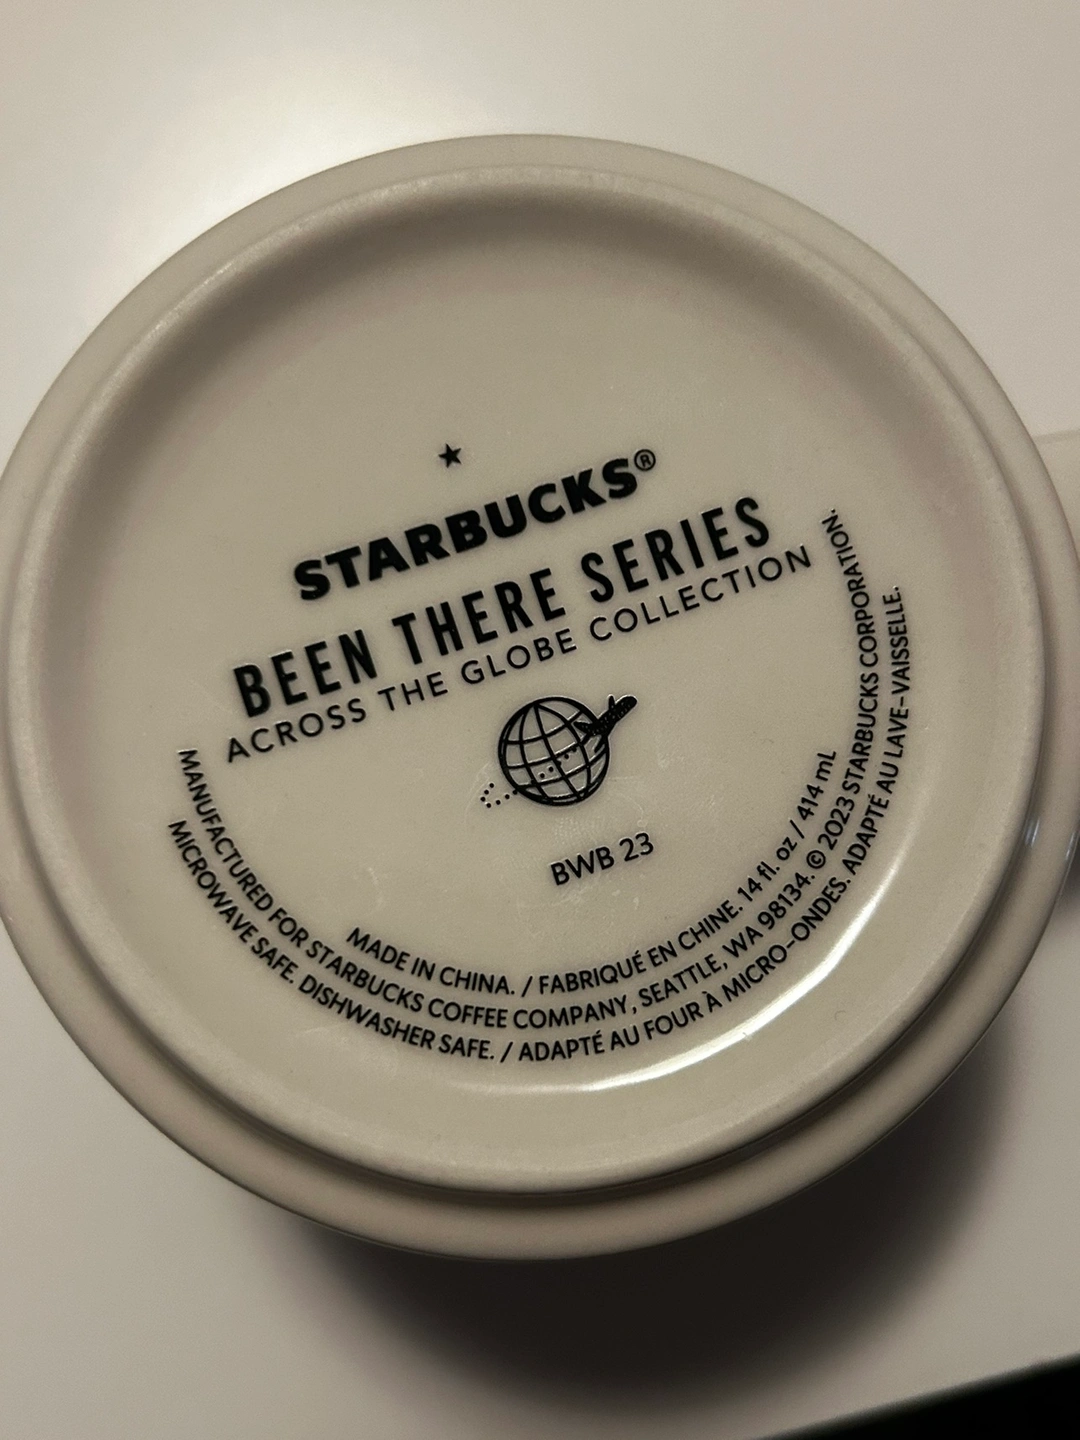 STARBUCKS®
BEEN THERE SERIES
ACROSS THE GLOBE COLLECTION
BWB 23
MADE IN CHINA. / FABRIQUÉ EN CHINE. 14 fl. oz / 414 mL
MANUFACTURED FOR STARBUCKS COFFEE COMPANY, SEATTLE, WA 98134. © 2023 STARBUCKS CORPORATION.
MICROWAVE SAFE. DISHWASHER SAFE. / ADAPTÉ AU FOUR À MICRO-ONDES. ADAPTÉ AU LAVE-VAISSELLE.